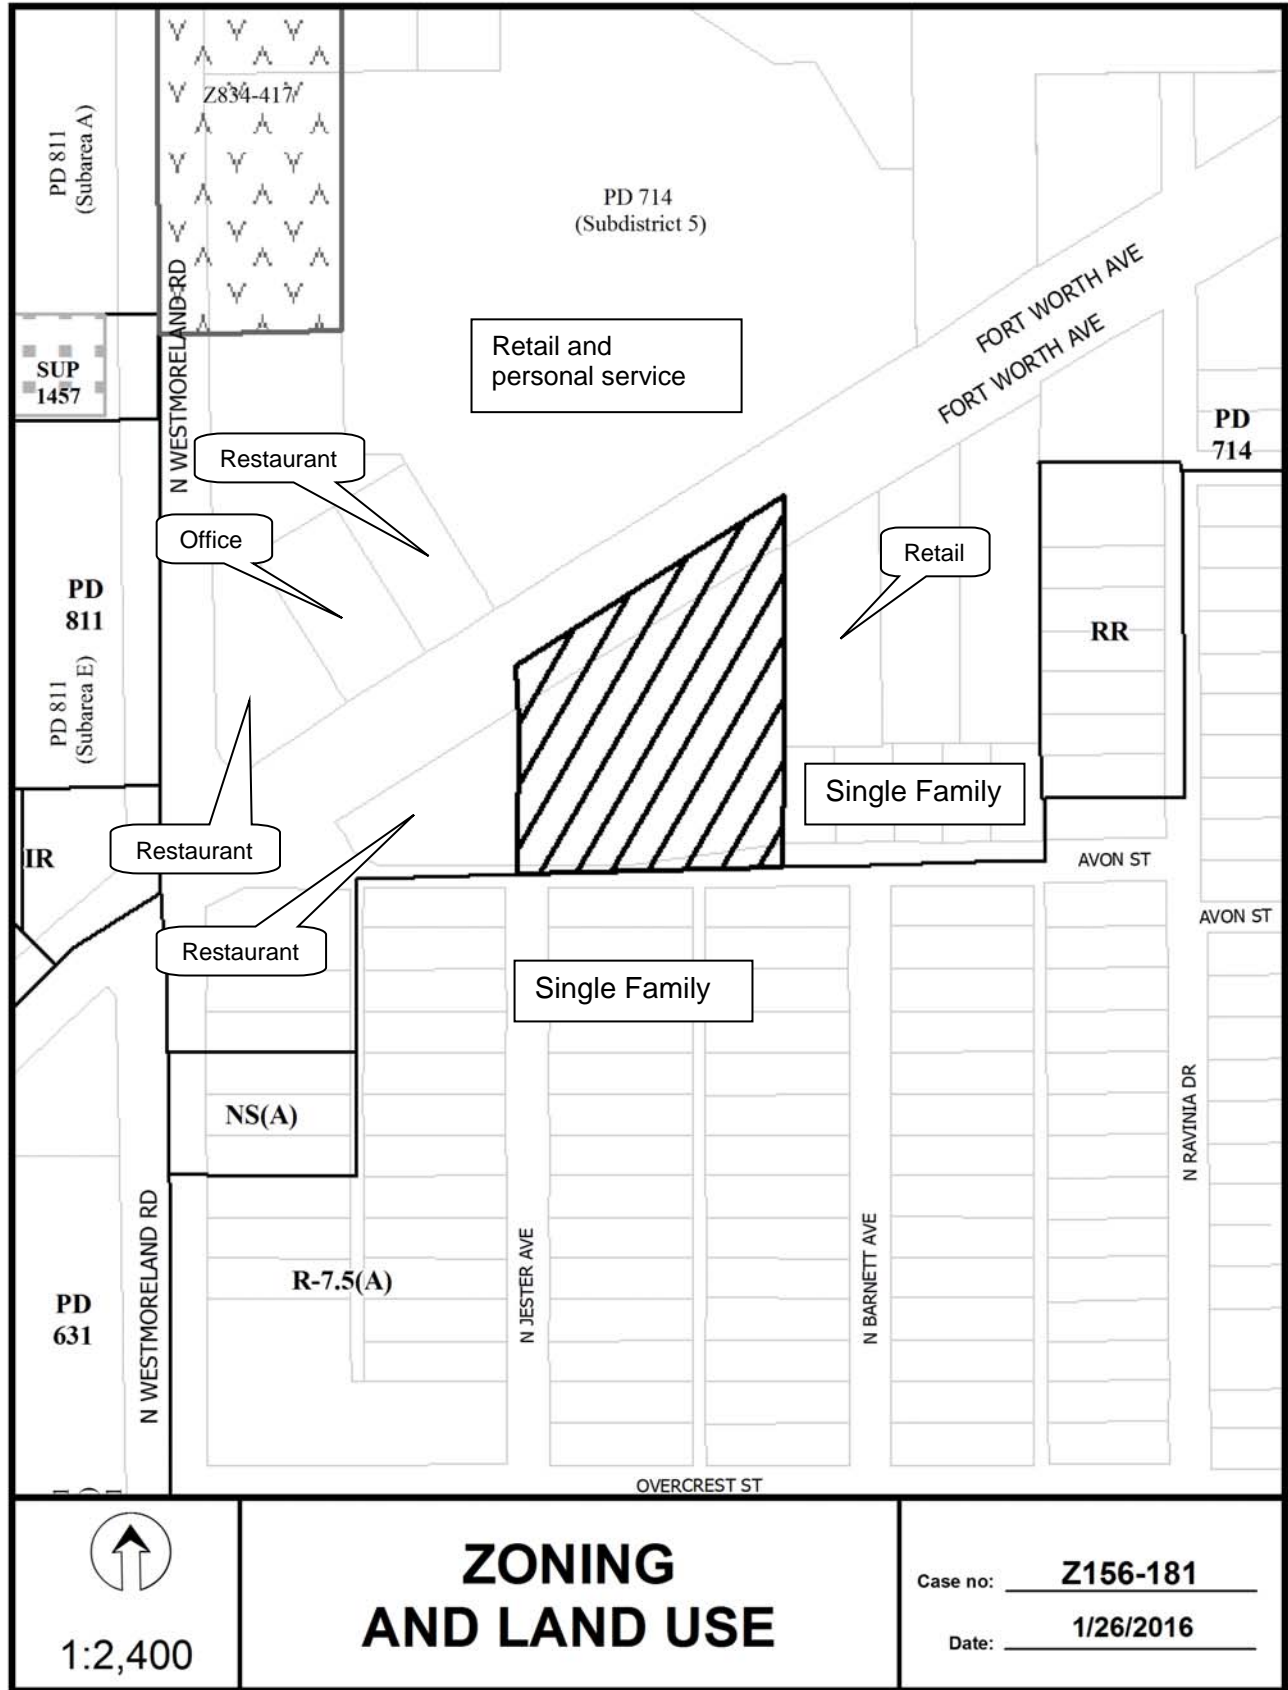 Z834-417
PD 811
(Subarea A)
PD 714
(Subdistrict 5)
N WESTMORELAND RD
FORT WORTH AVE
FORT WORTH AVE
Retail and
personal service
SUP
1457
PD
714
Restaurant
Office
Retail
PD
811
RR
PD 811
(Subarea E)
Single Family
Restaurant
IR
AVON ST
AVON ST
Restaurant
Single Family
NS(A)
N RAVINIA DR
N WESTMORELAND RD
N JESTER AVE
N BARNETT AVE
R-7.5(A)
PD
631
OVERCREST ST
1:2,400
ZONING
AND LAND USE
Case no: Z156-181
Date: 1/26/2016